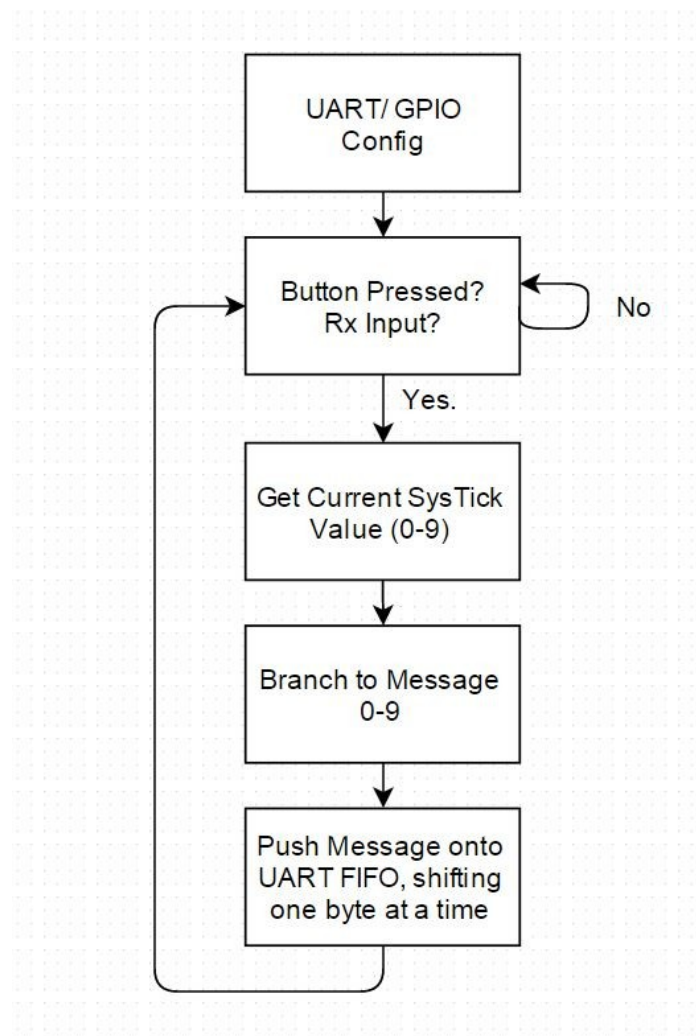 UART/ GPIO
Config
Button Pressed?
Rx Input?
No
Yes.
Get Current SysTick
Value (0-9)
Branch to Message
0-9
Push Message onto
UART FIFO, shifting
one byte at a time